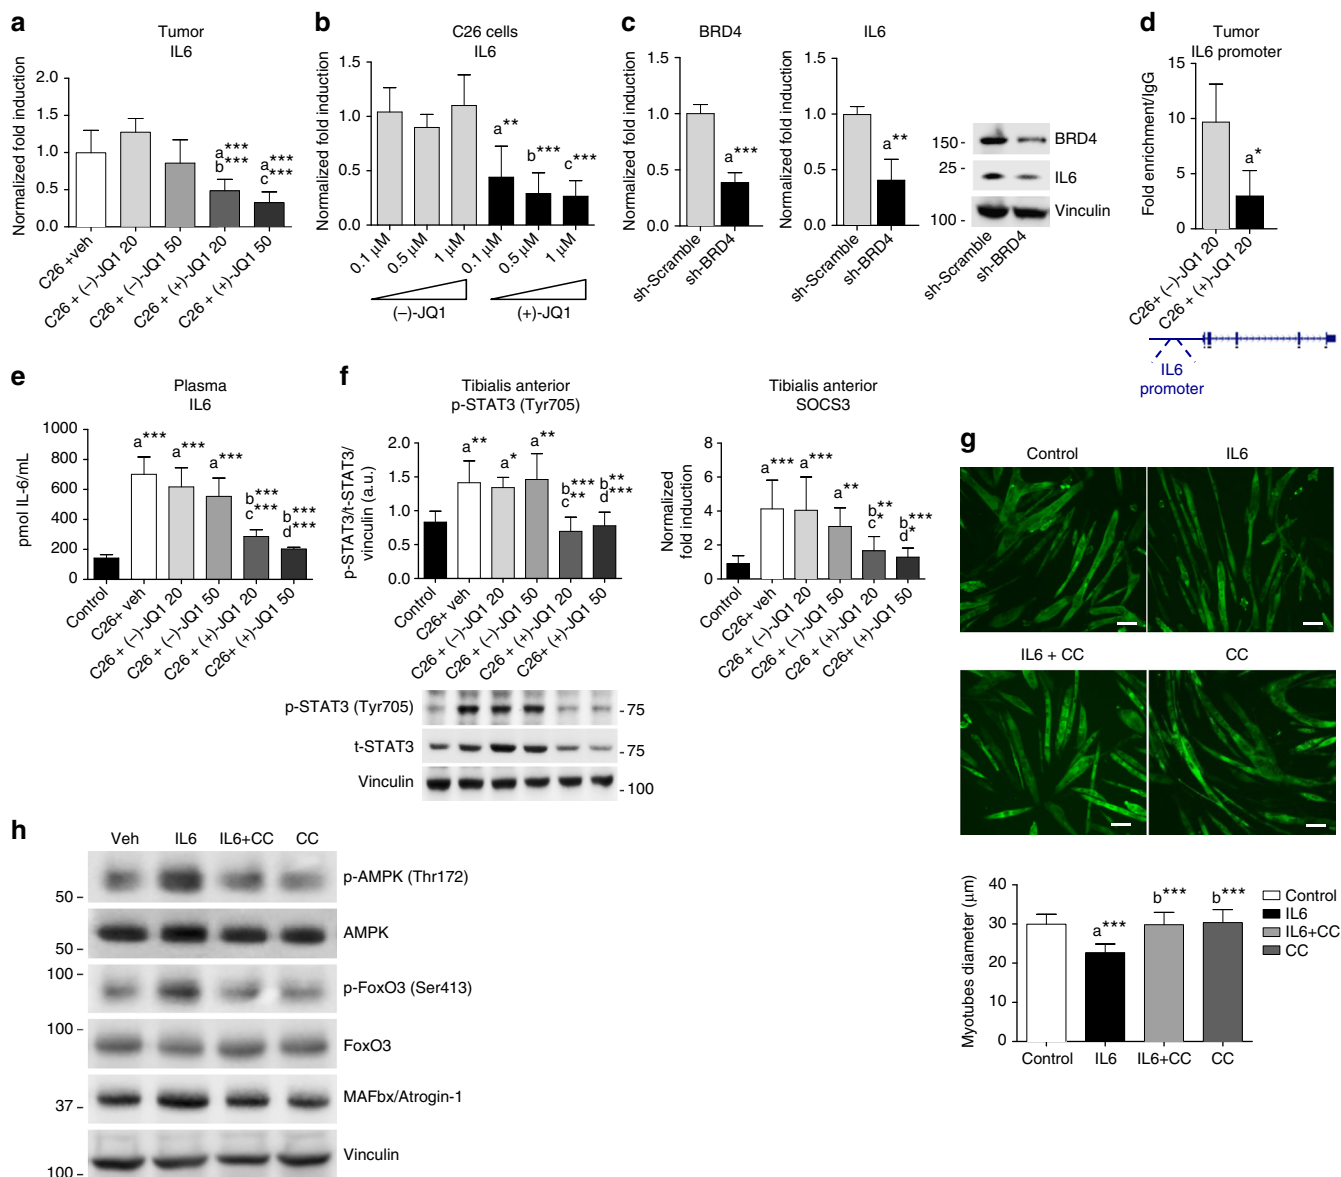 a
Tumor
IL6
Normalized fold induction
2.0
1.5
1.0
0.5
0.0
a***
b***
a***
c***
C26 +veh
C26 + (–)-JQ1 20
C26 + (–)-JQ1 50
C26 + (+)-JQ1 20
C26 + (+)-JQ1 50
b
C26 cells
IL6
Normalized fold induction
1.5
1.0
0.5
0.0
a**
b***
c***
0.1 μM
0.5 μM
1 μM
0.1 μM
0.5 μM
1 μM
(–)-JQ1
(+)-JQ1
c
BRD4
Normalized fold induction
1.5
1.0
0.5
0.0
a***
sh-Scramble
sh-BRD4
IL6
Normalized fold induction
1.5
1.0
0.5
0.0
a**
sh-Scramble
sh-BRD4
150 -
BRD4
25 -
IL6
100 -
Vinculin
sh-Scramble
sh-BRD4
d
Tumor
IL6 promoter
Fold enrichment/IgG
15
10
5
0
a*
C26+ (–)-JQ1 20
C26 + (+)-JQ1 20
IL6
promoter
e
Plasma
IL6
pmol IL-6/mL
1000
800
600
400
200
0
a***
a***
a***
b***
c***
b***
d***
Control
C26+ veh
C26 + (–)-JQ1 20
C26 + (–)-JQ1 50
C26 + (+)-JQ1 20
C26+ (+)-JQ1 50
f
Tibialis anterior
p-STAT3 (Tyr705)
p-STAT3/t-STAT3/
vinculin (a.u.)
2.0
1.5
1.0
0.5
0.0
a**
a*
a**
b***
c**
b**
d***
Control
C26+ veh
C26 + (–)-JQ1 20
C26 + (–)-JQ1 50
C26 + (+)-JQ1 20
C26+ (+)-JQ1 50
Tibialis anterior
SOCS3
Normalized
fold induction
8
6
4
2
0
a***
a***
a**
b**
c*
b***
d*
Control
C26+ veh
C26 + (–)-JQ1 20
C26 + (–)-JQ1 50
C26 + (+)-JQ1 20
C26+ (+)-JQ1 50
p-STAT3 (Tyr705)
- 75
t-STAT3
- 75
Vinculin
- 100
g
Control
IL6
IL6 + CC
CC
Myotubes diameter (μm)
40
30
20
10
0
a***
b***
b***
Control
IL6
IL6+CC
CC
Control
IL6
IL6+CC
CC
h
Veh
IL6
IL6+CC
CC
p-AMPK (Thr172)
50 -
AMPK
50 -
100 -
p-FoxO3 (Ser413)
100 -
FoxO3
MAFbx/Atrogin-1
37 -
Vinculin
100 -